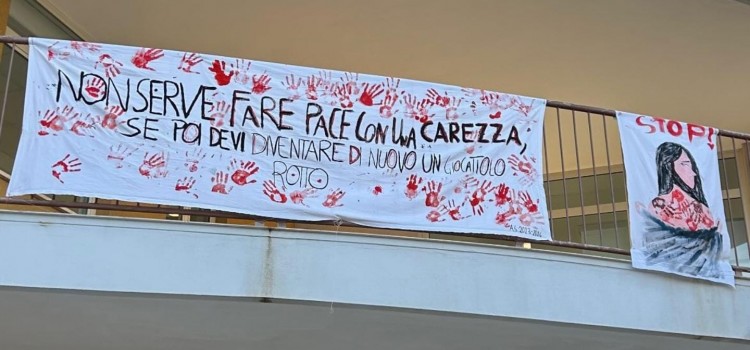 NON SERVE FARE PACE CON UNA CAREZZA,
SE POI DEVI DIVENTARE DI NUOVO UN GIOCATTOLO
ROTTO
STOP!